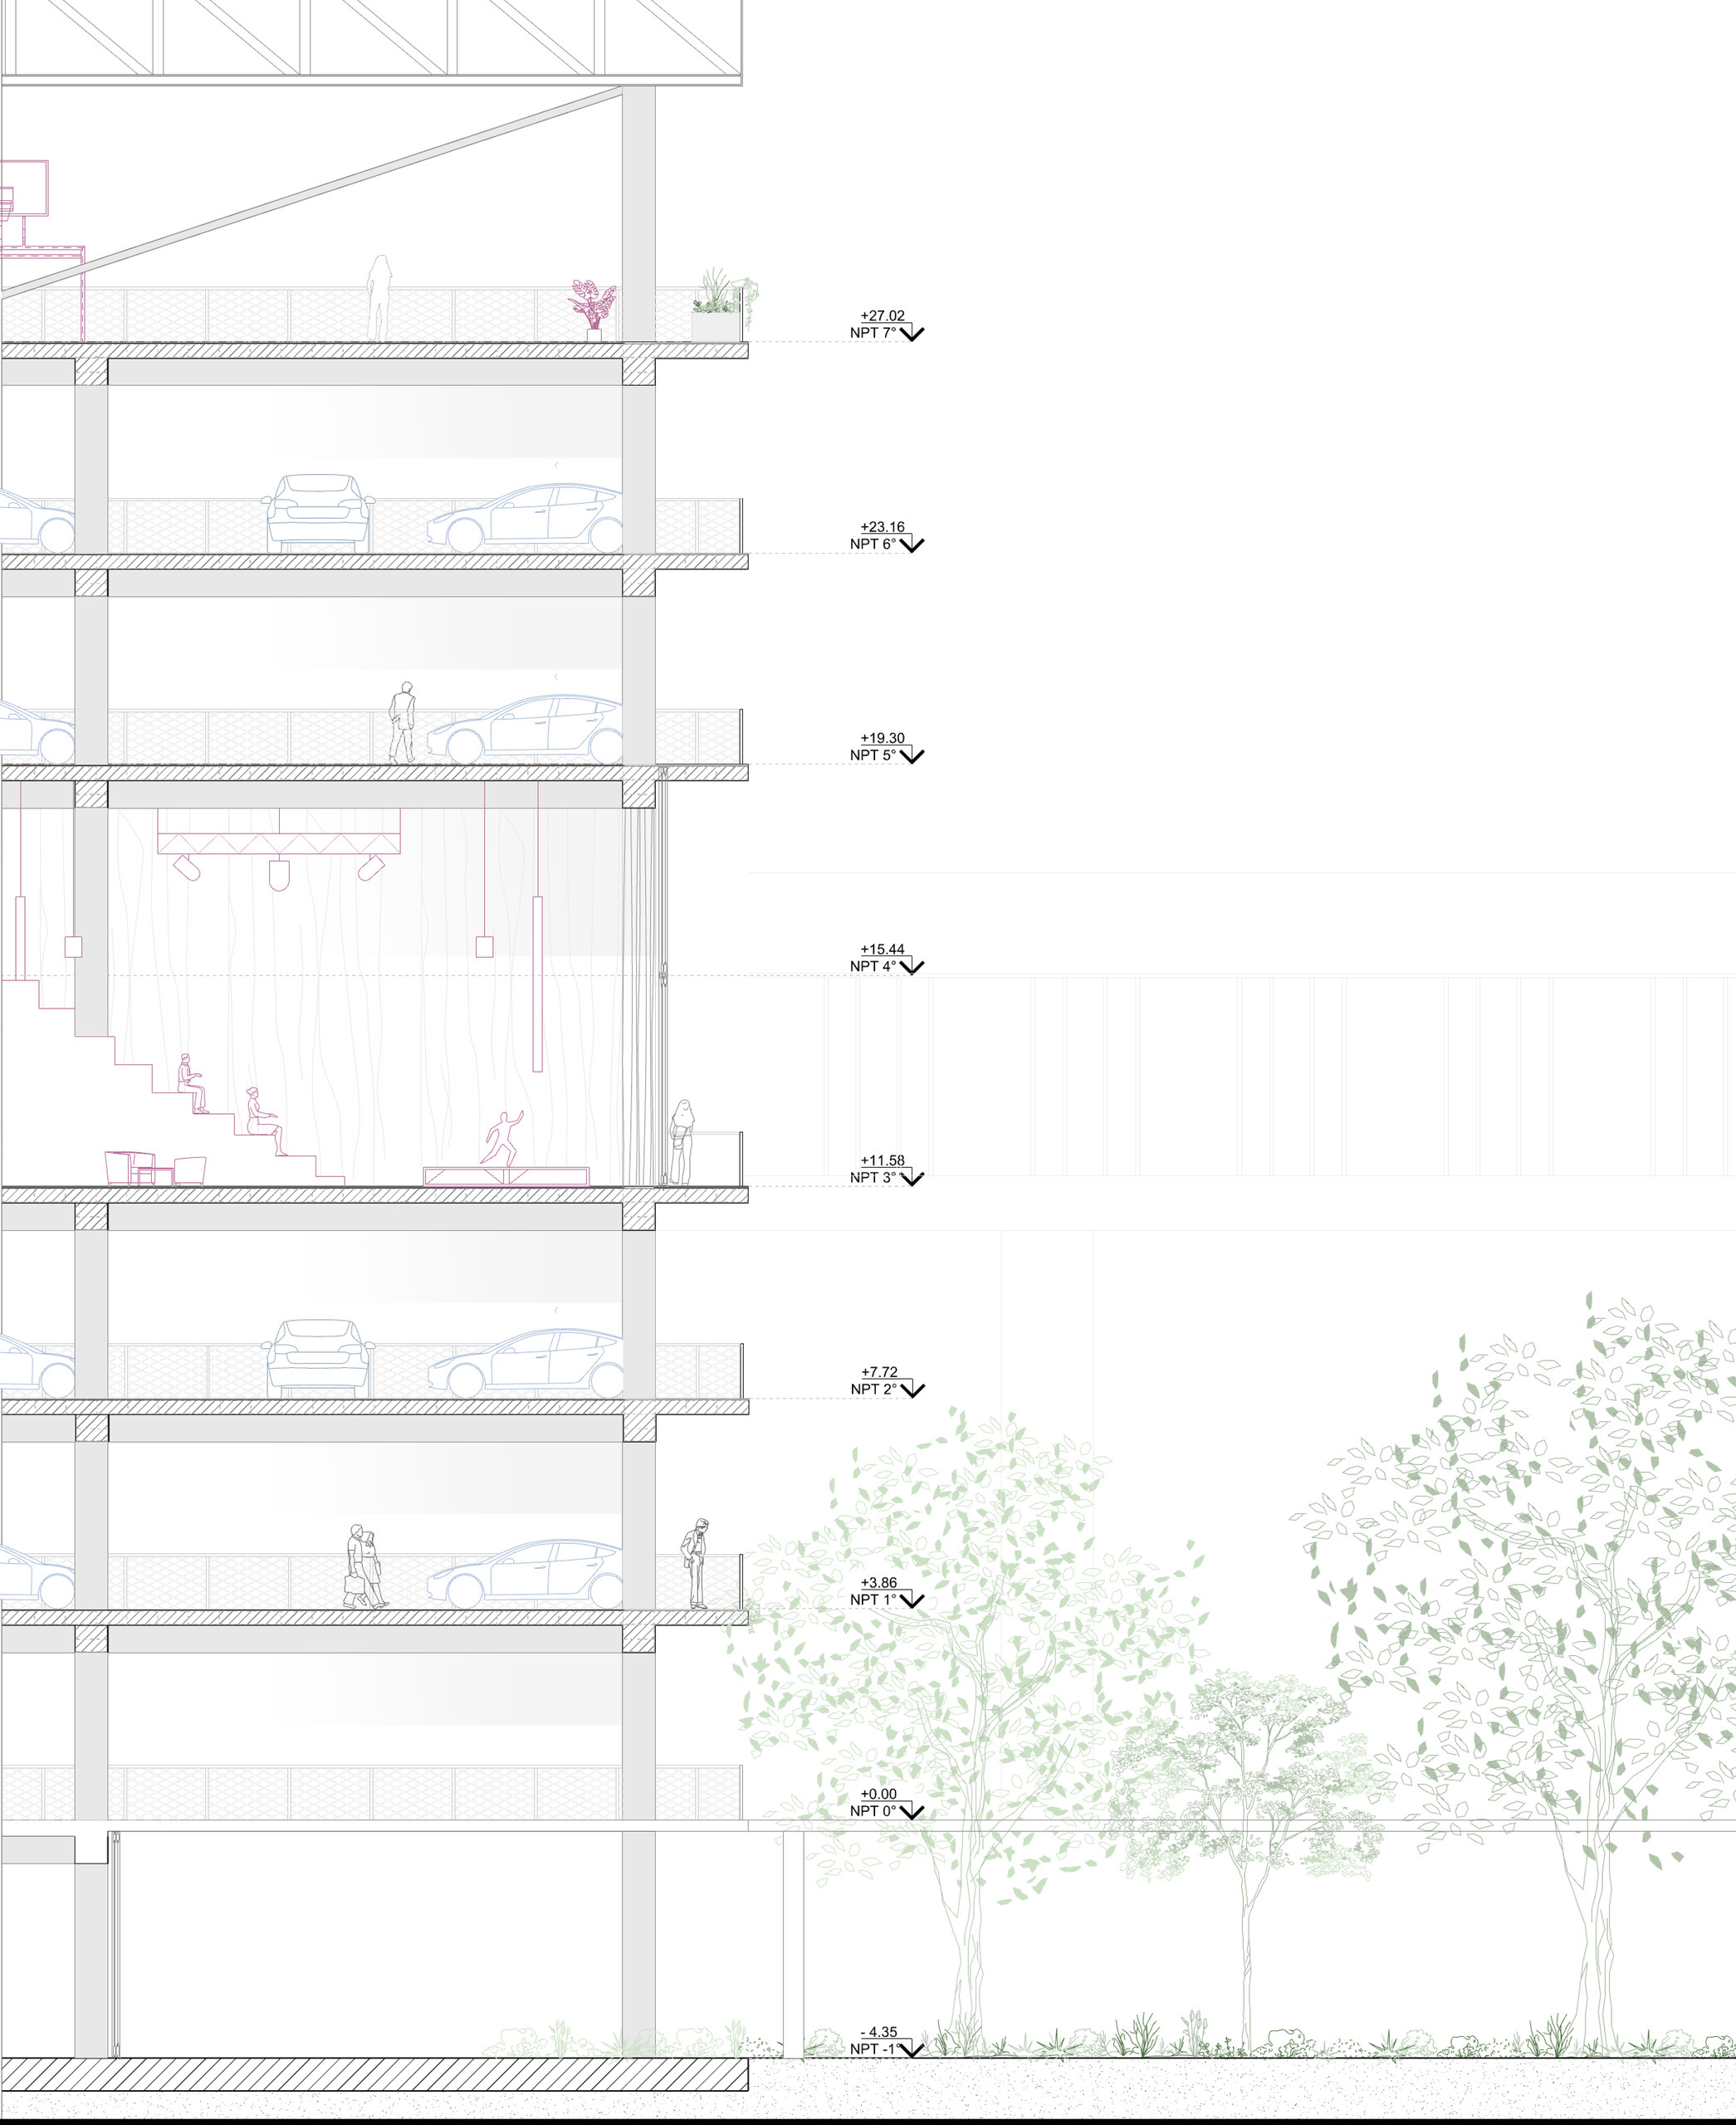 +27.02
NPT 7°
+23.16
NPT 6°
+19.30
NPT 5°
+15.44
NPT 4°
+11.58
NPT 3°
+7.72
NPT 2°
+3.86
NPT 1°
+0.00
NPT 0°
- 4.35
NPT -1°